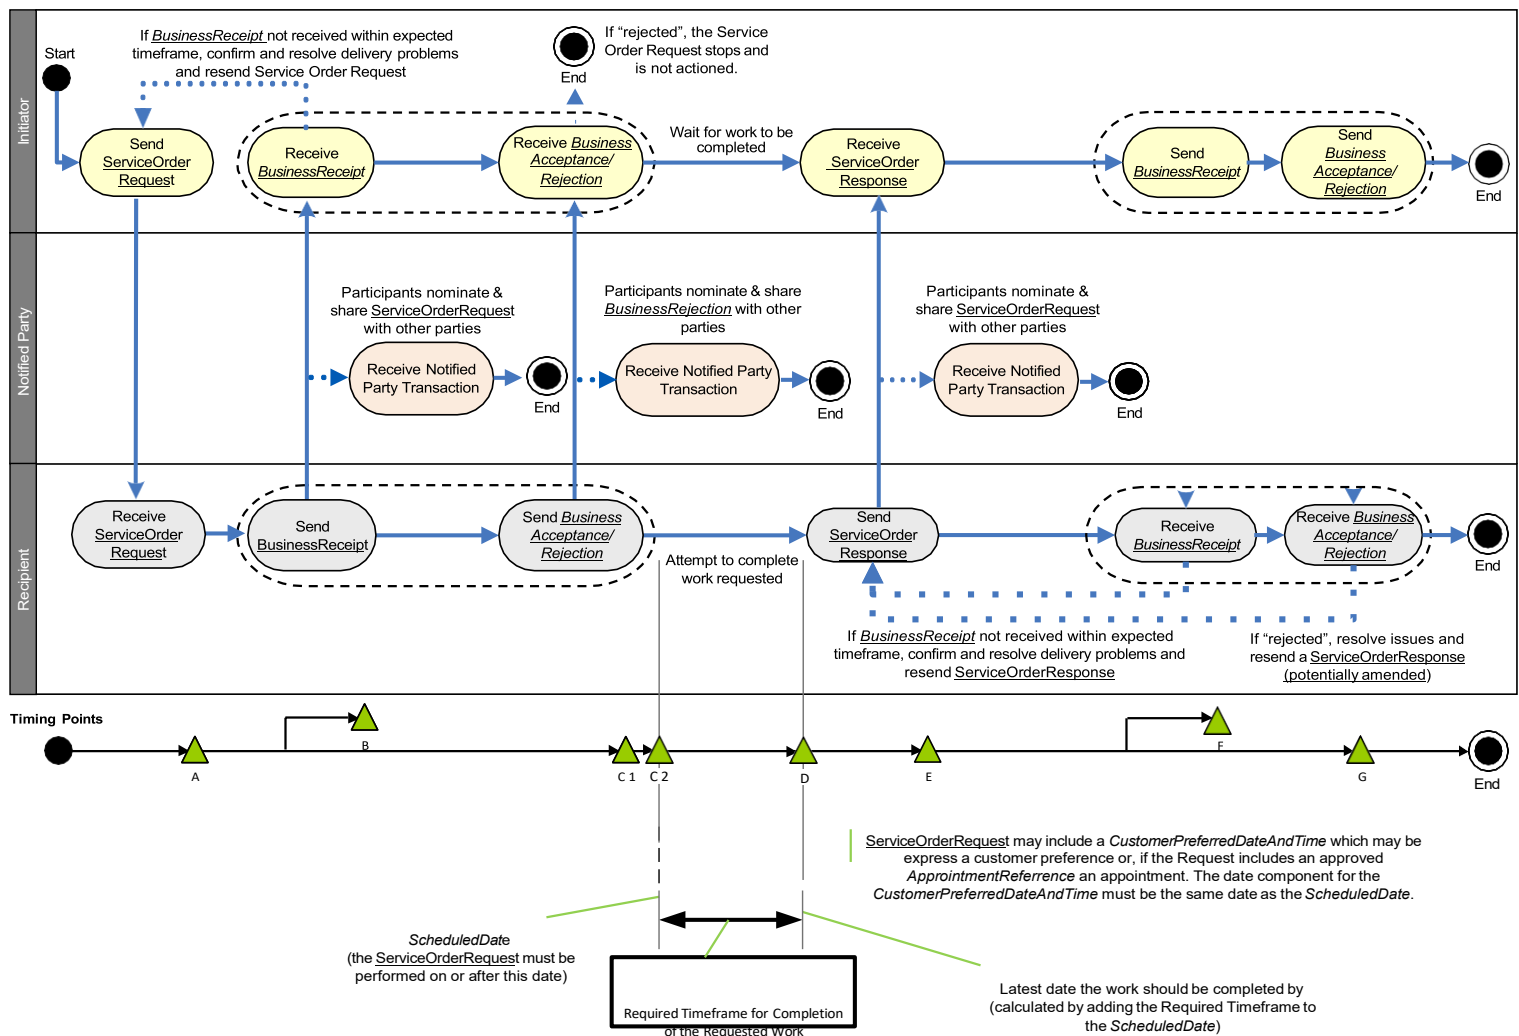 Initiator
Start
If BusinessReceipt not received within expected
timeframe, confirm and resolve delivery problems
and resend Service Order Request
End
If “rejected”, the Service
Order Request stops and
is not actioned.
Send
ServiceOrder
Request
Receive
BusinessReceipt
Receive Business
Acceptance/
Rejection
Wait for work to be
completed
Receive
ServiceOrder
Response
Send
BusinessReceipt
Send
Business
Acceptance/
Rejection
End
Notified Party
Participants nominate &
share ServiceOrderRequest
with other parties
Receive Notified
Party Transaction
End
Participants nominate & share
BusinessRejection with other
parties
Receive Notified Party
Transaction
End
Participants nominate &
share ServiceOrderRequest
with other parties
Receive Notified
Party Transaction
End
Recipient
Receive
ServiceOrder
Request
Send
BusinessReceipt
Send Business
Acceptance/
Rejection
Attempt to complete
work requested
Send
ServiceOrder
Response
Receive
BusinessReceipt
Receive Business
Acceptance/
Rejection
End
If BusinessReceipt not received within expected
timeframe, confirm and resolve delivery problems and
resend ServiceOrderResponse
If “rejected”, resolve issues and
resend a ServiceOrderResponse
(potentially amended)
Timing Points
A
B
C 1
C 2
D
E
F
G
End
ServiceOrderRequest may include a CustomerPreferredDateAndTime which may be
express a customer preference or, if the Request includes an approved
ApprointmentReferrence an appointment. The date component for the
CustomerPreferredDateAndTime must be the same date as the ScheduledDate.
ScheduledDate
(the ServiceOrderRequest must be
performed on or after this date)
Required Timeframe for Completion
of the Requested Work
Latest date the work should be completed by
(calculated by adding the Required Timeframe to
the ScheduledDate)